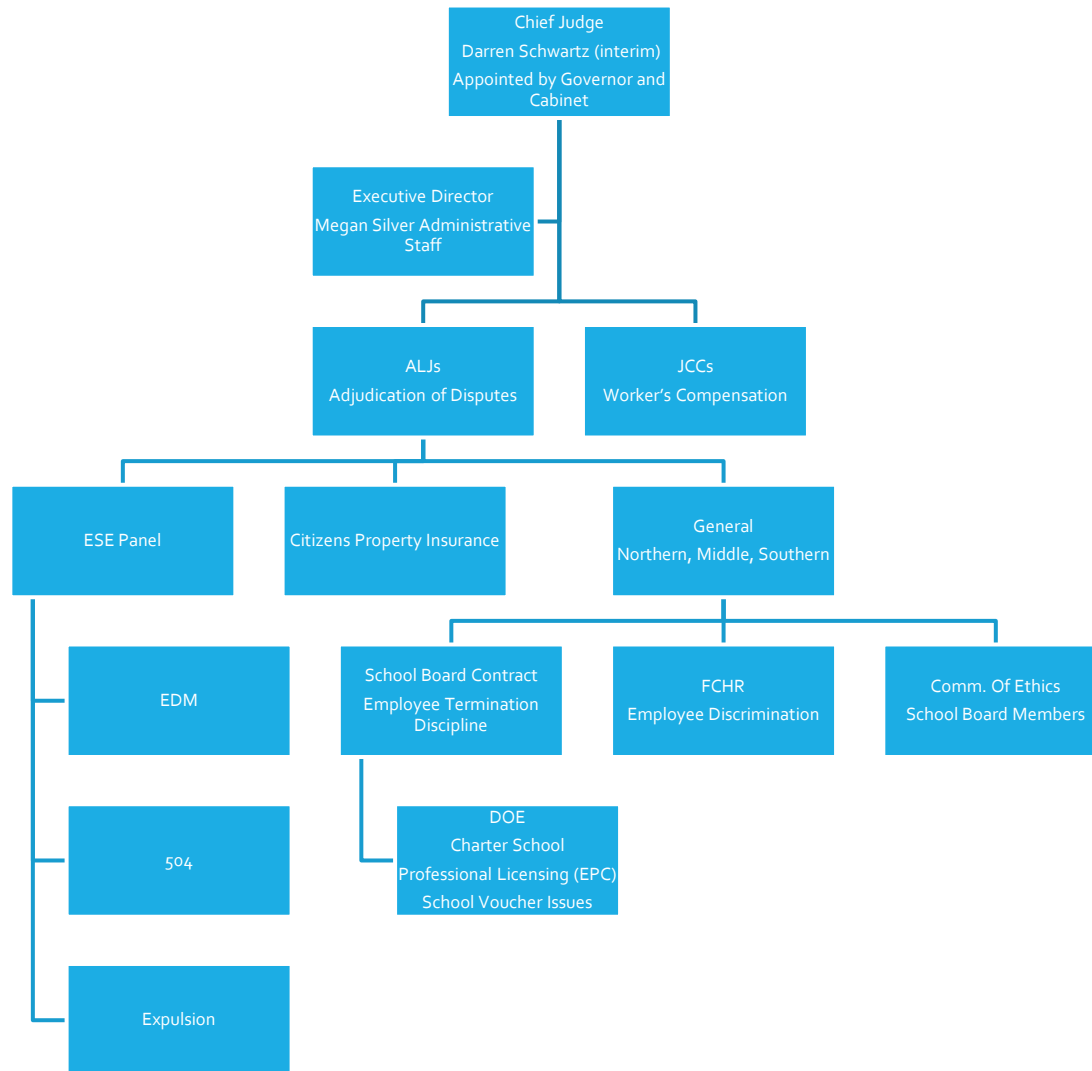 Chief Judge
Darren Schwartz (interim)
Appointed by Governor and
Cabinet
Executive Director
Megan Silver Administrative
Staff
ALJs
Adjudication of Disputes
JCCs
Worker's Compensation
ESE Panel
Citizens Property Insurance
General
Northern, Middle, Southern
EDM
School Board Contract
Employee Termination
Discipline
FCHR
Employee Discrimination
Comm. Of Ethics
School Board Members
504
DOE
Charter School
Professional Licensing (EPC)
School Voucher Issues
Expulsion